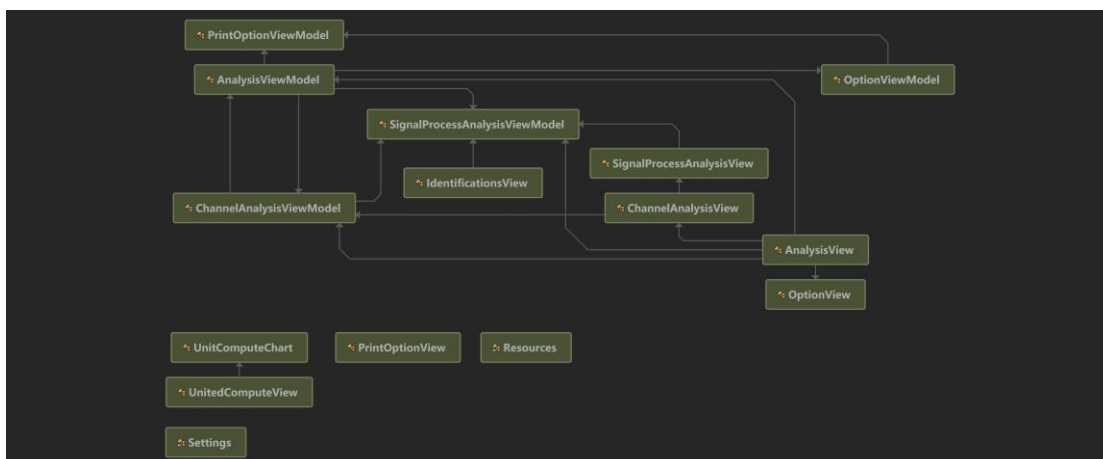 PrintOptionViewModel
AnalysisViewModel
OptionViewModel
SignalProcessAnalysisViewModel
SignalProcessAnalysisView
IdentificationsView
ChannelAnalysisViewModel
ChannelAnalysisView
AnalysisView
OptionView
UnitComputeChart
PrintOptionView
Resources
UnitedComputeView
Settings